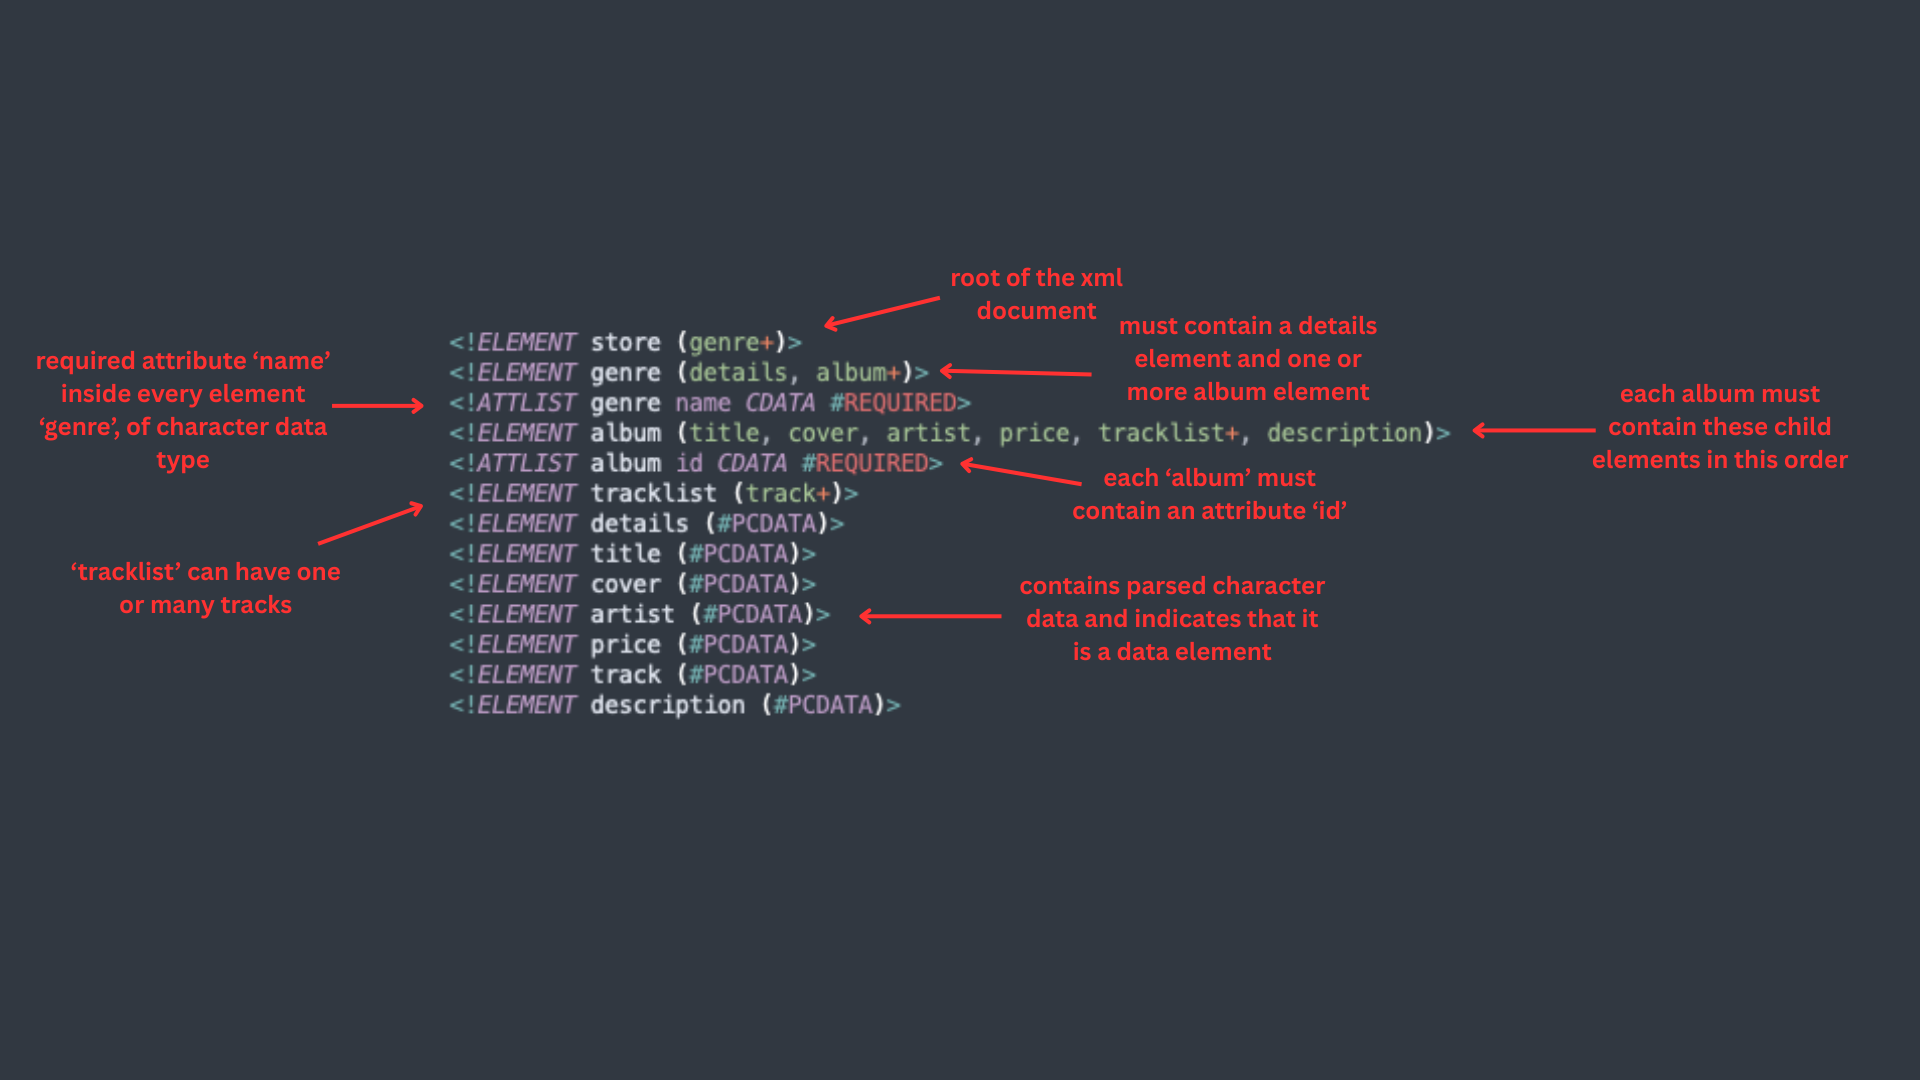 root of the xml
document
must contain a details
element and one or
more album element
required attribute ‘name’
inside every element
‘genre’, of character data
type
each album must
contain these child
elements in this order
<!ELEMENT store (genre+)>
<!ELEMENT genre (details, album+)>
<!ATTLIST genre name CDATA #REQUIRED>
<!ELEMENT album (title, cover, artist, price, tracklist+, description)>
<!ATTLIST album id CDATA #REQUIRED>
<!ELEMENT tracklist (track+)>
<!ELEMENT details (#PCDATA)>
<!ELEMENT title (#PCDATA)>
<!ELEMENT cover (#PCDATA)>
<!ELEMENT artist (#PCDATA)>
<!ELEMENT price (#PCDATA)>
<!ELEMENT track (#PCDATA)>
<!ELEMENT description (#PCDATA)>
each ‘album’ must
contain an attribute ‘id’
‘tracklist’ can have one
or many tracks
contains parsed character
data and indicates that it
is a data element